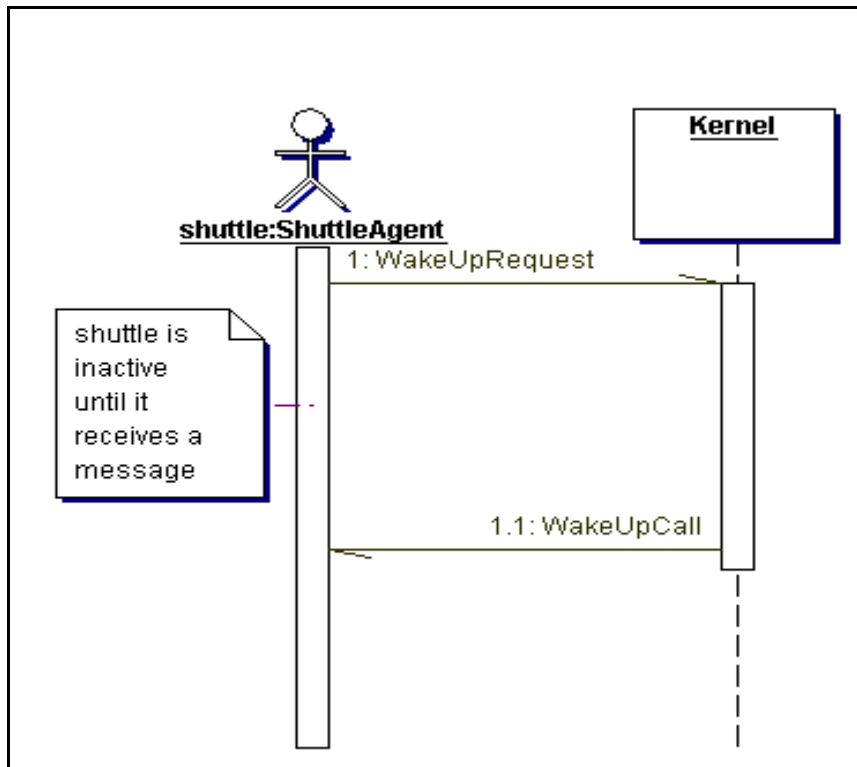 Kernel
shuttle:ShuttleAgent
1: WakeUpRequest
shuttle is
inactive
until it
receives a
message
1.1: WakeUpCall